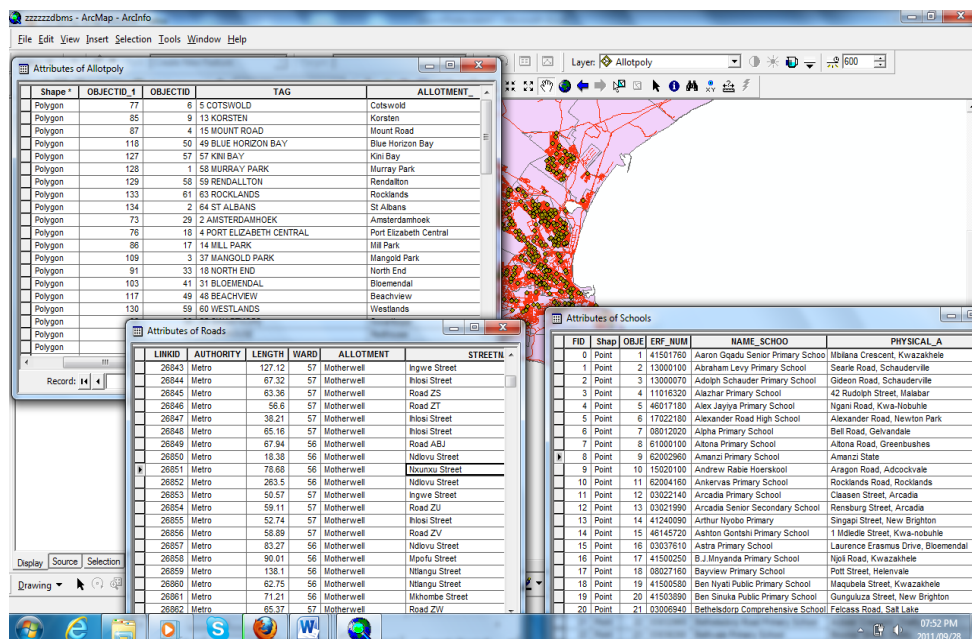 zzzzzzdbms - ArcMap - ArcInfo
File Edit View Insert Selection Tools Window Help
Layer: Allotpoly 600
Attributes of Allotpoly
Shape * OBJECTID_1 OBJECTID TAG ALLOTMENT_
Polygon 77 6 5 COTSWOLD Cotswold
Polygon 85 9 13 KORSTEN Korsten
Polygon 87 4 15 MOUNT ROAD Mount Road
Polygon 118 50 49 BLUE HORIZON BAY Blue Horizon Bay
Polygon 127 57 57 KINI BAY Kini Bay
Polygon 128 1 58 MURRAY PARK Murray Park
Polygon 129 58 59 RENDALLTON Rendallton
Polygon 133 61 63 ROCKLANDS Rocklands
Polygon 134 2 64 ST ALBANS St Albans
Polygon 73 29 2 AMSTERDAMHOEK Amsterdamhoek
Polygon 76 18 4 PORT ELIZABETH CENTRAL Port Elizabeth Central
Polygon 86 17 14 MILL PARK Mill Park
Polygon 109 3 37 MANGOLD PARK Mangold Park
Polygon 91 33 18 NORTH END North End
Polygon 103 41 31 BLOEMENDAL Bloemendal
Polygon 117 49 48 BEACHVIEW Beachview
Polygon 130 59 60 WESTLANDS Westlands
Polygon
Polygon
Record:
Attributes of Roads
LINKID AUTHORITY LENGTH WARD ALLOTMENT STREETN
26843 Metro 127.12 57 Motherwell Ingwe Street
26844 Metro 67.32 57 Motherwell Ihlosi Street
26845 Metro 63.36 57 Motherwell Road ZS
26846 Metro 56.6 57 Motherwell Road ZT
26847 Metro 38.21 57 Motherwell Ihlosi Street
26848 Metro 65.16 57 Motherwell Ihlosi Street
26849 Metro 67.94 56 Motherwell Road ABJ
26850 Metro 18.38 56 Motherwell Ndlovu Street
26851 Metro 78.68 56 Motherwell Nxunxu Street
26852 Metro 263.5 56 Motherwell Ndlovu Street
26853 Metro 50.57 57 Motherwell Ingwe Street
26854 Metro 59.11 57 Motherwell Road ZU
26855 Metro 52.74 57 Motherwell Ihlosi Street
26856 Metro 58.89 57 Motherwell Road ZV
26857 Metro 83.27 56 Motherwell Ndlovu Street
26858 Metro 90.01 56 Motherwell Mpofu Street
26859 Metro 138.1 56 Motherwell Ntlangu Street
26860 Metro 62.75 56 Motherwell Ntlangu Street
26861 Metro 71.21 56 Motherwell Mkhombe Street
26862 Metro 65.37 57 Motherwell Road ZW
Attributes of Schools
FID Shap OBJE ERF_NUM NAME_SCHOO PHYSICAL_A
0 Point 1 41501760 Aaron Gqadu Senior Primary Schoo Mbilana Crescent, Kwazakhele
1 Point 2 13000100 Abraham Levy Primary School Searle Road, Schauderville
2 Point 3 13000070 Adolph Schauder Primary School Gideon Road, Schauderville
3 Point 4 11016320 Alazhar Primary School 42 Rudolph Street, Malabar
4 Point 5 46017180 Alex Jayiya Primary School Ngani Road, Kwa-Nobuhle
5 Point 6 17022180 Alexander Road High School Alexander Road, Newton Park
6 Point 7 08012020 Alpha Primary School Bell Road, Gelvandale
7 Point 8 61000100 Altona Primary School Altona Road, Greenbushes
8 Point 9 62002960 Amanzi Primary School Amanzi State
9 Point 10 15020100 Andrew Rabie Hoerskool Aragon Road, Adcockvale
10 Point 11 62004160 Ankervas Primary School Rocklands Road, Rocklands
11 Point 12 03022140 Arcadia Primary School Claasen Street, Arcadia
12 Point 13 03021990 Arcadia Senior Secondary School Rensburg Street, Arcadia
13 Point 14 41240090 Arthur Nyobo Primary Singapi Street, New Brighton
14 Point 15 46145720 Ashton Gontshi Primary School 1 Mdledle Street, Kwa-nobuhle
15 Point 16 03037610 Astra Primary School Laurence Erasmus Drive, Bloemendal
16 Point 17 41500250 B.J.Mnyanda Primary School Njoli Road, Kwazakhele
17 Point 18 08027160 Bayview Primary School Pott Street, Helenvale
18 Point 19 41500580 Ben Nyati Public Primary School Maqubela Street, Kwazakhele
19 Point 20 41503890 Ben Sinuka Public Primary School Gunguluza Street, New Brighton
20 Point 21 03006940 Bethelsdorp Comprehensive School Felcass Road, Salt Lake
Display Source Selection
Drawing
07:52 PM
2011/09/28